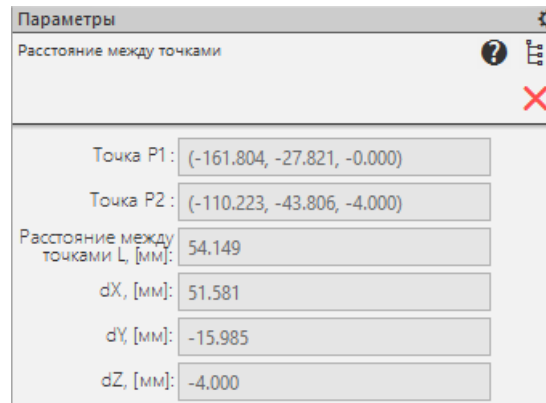 Параметры
Расстояние между точками
?
Точка P1 : (-161.804, -27.821, -0.000)
Точка P2 : (-110.223, -43.806, -4.000)
Расстояние между
точками L, [мм]: 54.149
dX, [мм]: 51.581
dY, [мм]: -15.985
dZ, [мм]: -4.000